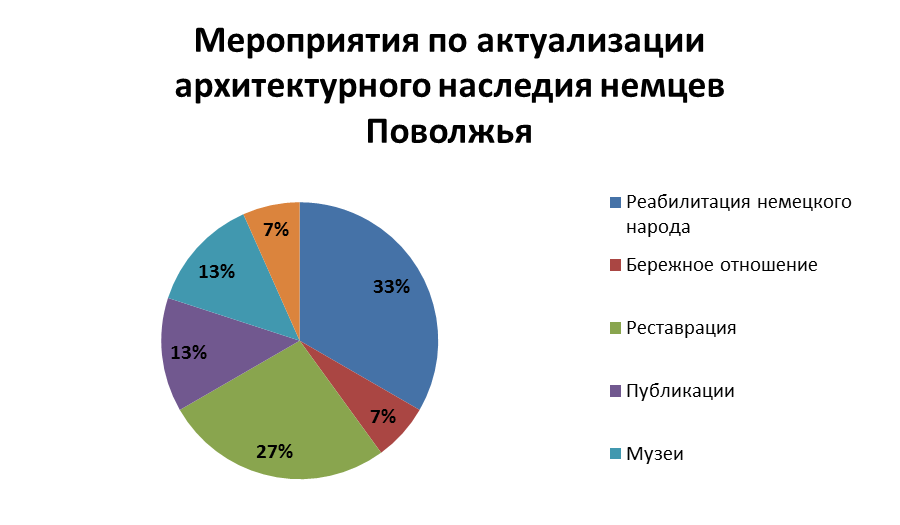 Мероприятия по актуализации
архитектурного наследия немцев
Поволжья
7%
33%
13%
13%
7%
27%
Реабилитация немецкого
народа
Бережное отношение
Реставрация
Публикации
Музеи